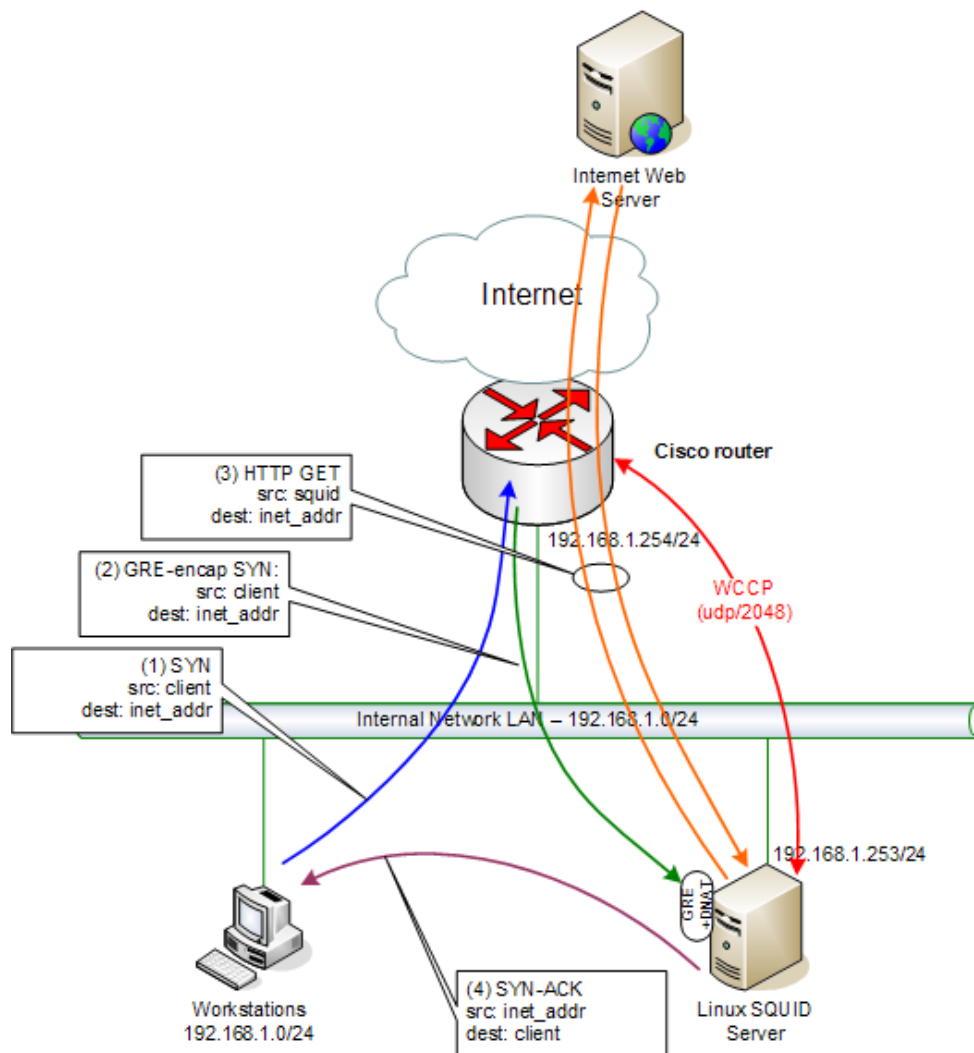 Internet Web
Server
Internet
Cisco router
(3) HTTP GET
src: squid
dest: inet_addr
192.168.1.254/24
(2) GRE-encap SYN:
src: client
dest: inet_addr
WCCP
(udp/2048)
(1) SYN
src: client
dest: inet_addr
Internal Network LAN – 192.168.1.0/24
192.168.1.253/24
GRE
+DNAT
(4) SYN-ACK
src: inet_addr
dest: client
Workstations
192.168.1.0/24
Linux SQUID
Server